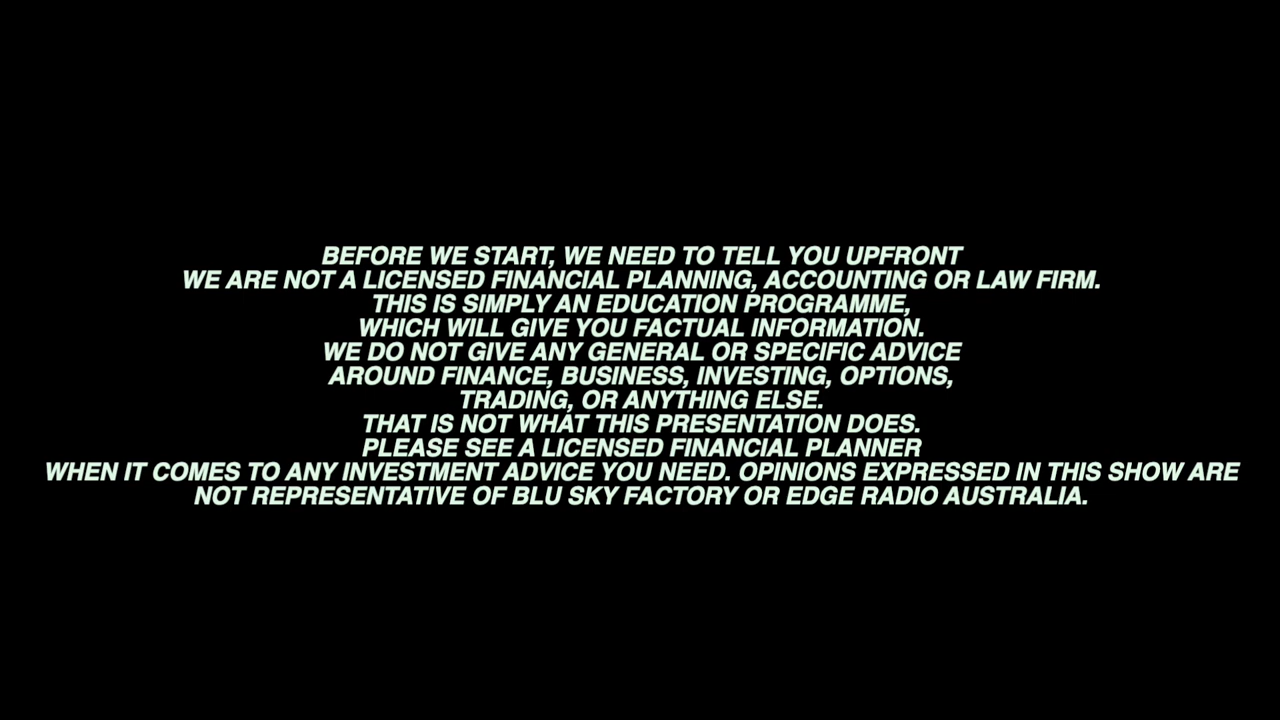 BEFORE WE START, WE NEED TO TELL YOU UPFRONT
WE ARE NOT A LICENSED FINANCIAL PLANNING, ACCOUNTING OR LAW FIRM.
THIS IS SIMPLY AN EDUCATION PROGRAMME,
WHICH WILL GIVE YOU FACTUAL INFORMATION.
WE DO NOT GIVE ANY GENERAL OR SPECIFIC ADVICE
AROUND FINANCE, BUSINESS, INVESTING, OPTIONS,
TRADING, OR ANYTHING ELSE.
THAT IS NOT WHAT THIS PRESENTATION DOES.
PLEASE SEE A LICENSED FINANCIAL PLANNER
WHEN IT COMES TO ANY INVESTMENT ADVICE YOU NEED. OPINIONS EXPRESSED IN THIS SHOW ARE
NOT REPRESENTATIVE OF BLU SKY FACTORY OR EDGE RADIO AUSTRALIA.